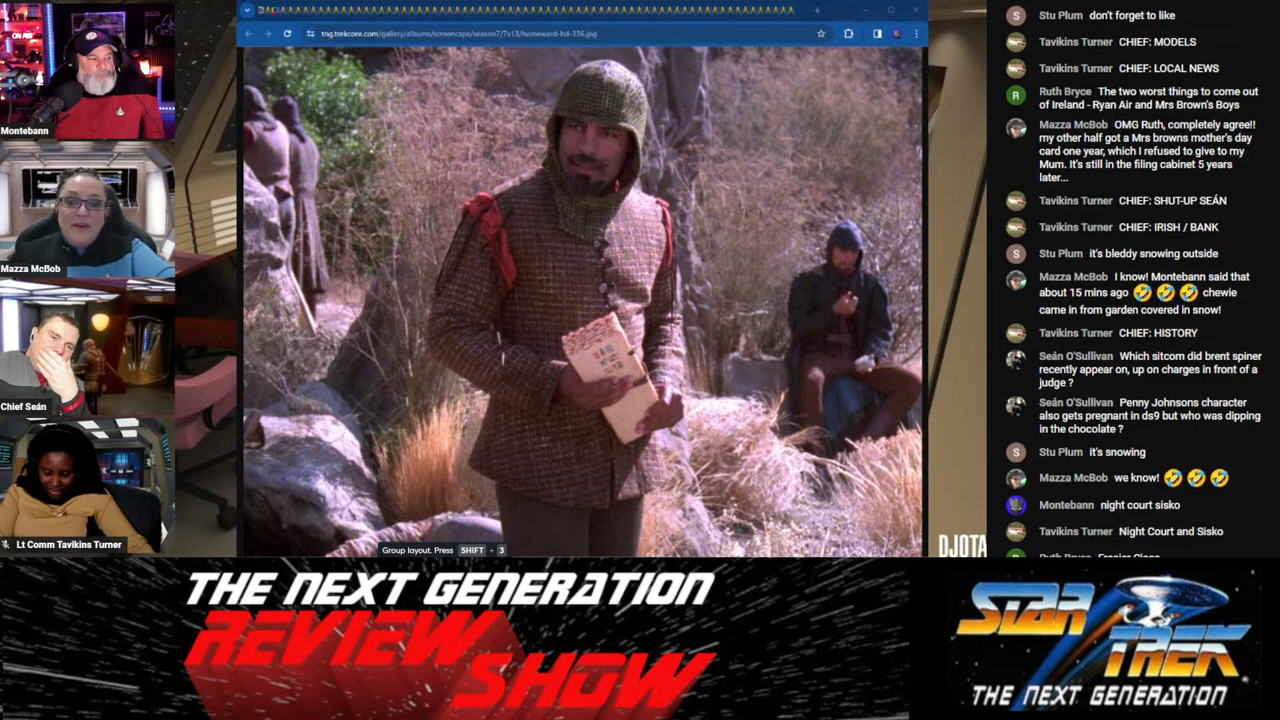 ON AIR
Montebann
Mazza McBob
Chief Seán
Lt Comm Tavikins Turner
tng.trekcore.com/gallery/albums/screencaps/season7/7x13/homeward-hd-336.jpg
Group layout. Press SHIFT + 3
DJOTA
Stu Plum don't forget to like
Tavikins Turner CHIEF: MODELS
Tavikins Turner CHIEF: LOCAL NEWS
Ruth Bryce The two worst things to come out
of Ireland - Ryan Air and Mrs Brown's Boys
Mazza McBob OMG Ruth, completely agree!!
my other half got a Mrs browns mother's day
card one year, which I refused to give to my
Mum. It's still in the filing cabinet 5 years
later...
Tavikins Turner CHIEF: SHUT-UP SEÁN
Tavikins Turner CHIEF: IRISH / BANK
Stu Plum it's bleddy snowing outside
Mazza McBob I know! Montebann said that
about 15 mins ago 🤣 🤣 🤣 chewie
came in from garden covered in snow!
Tavikins Turner CHIEF: HISTORY
Seán O'Sullivan Which sitcom did brent spiner
recently appear on, up on charges in front of a
judge ?
Seán O'Sullivan Penny Johnsons character
also gets pregnant in ds9 but who was dipping
in the chocolate ?
Stu Plum it's snowing
Mazza McBob we know! 🤣 🤣 🤣
Montebann night court sisko
Tavikins Turner Night Court and Sisko
THE NEXT GENERATION
REVIEW
SHOW
STAR
TREK
THE NEXT GENERATION